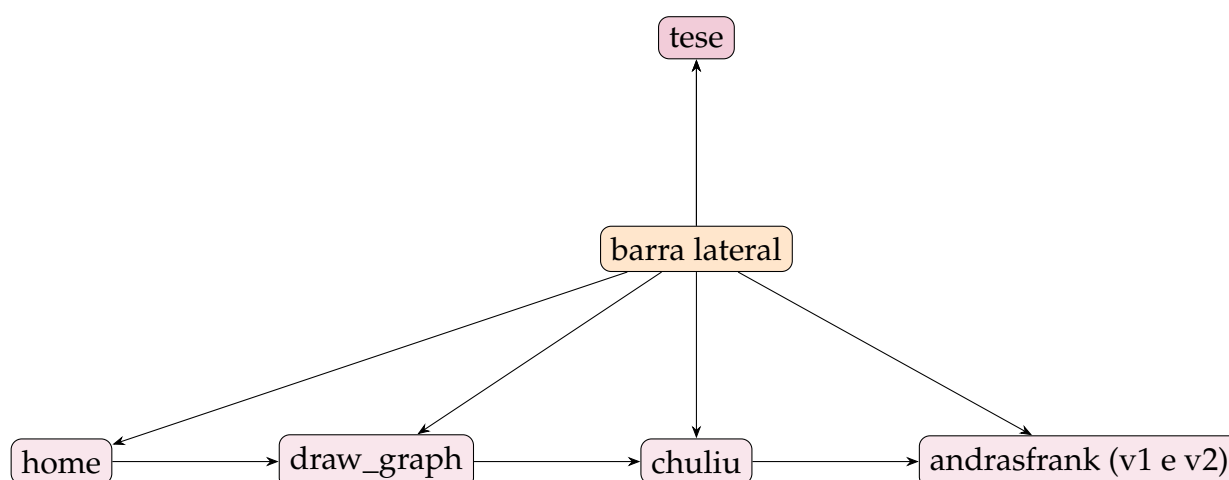 tese
barra lateral
home
draw_graph
chuliu
andrasfrank (v1 e v2)